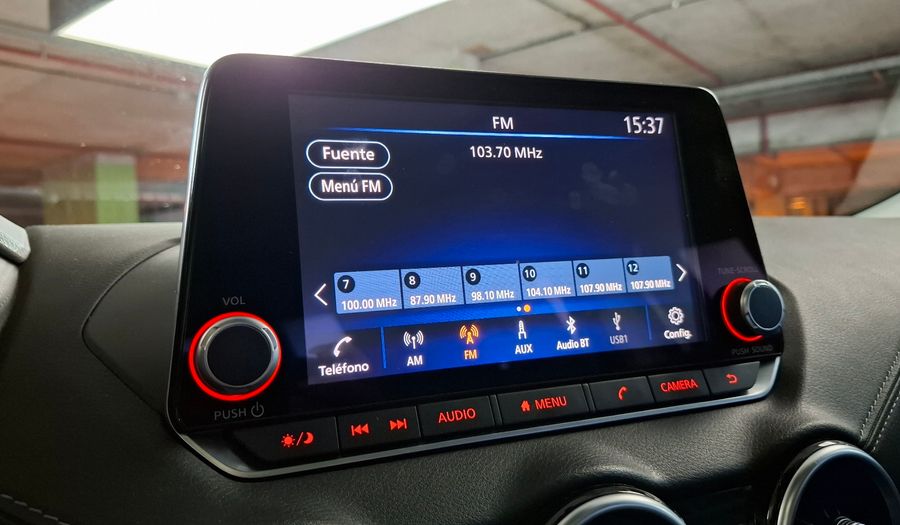 FM
15:37
Fuente
103.70 MHz
Menú FM
7 8 9 10 11 12
100.00 MHz 87.90 MHz 98.10 MHz 104.10 MHz 107.90 MHz 107.90 MHz
Teléfono AM FM AUX Audio BT USB1 Config.
VOL
PUSH
TUNE-SCROLL
PUSH SOUND
AUDIO MENU CAMERA